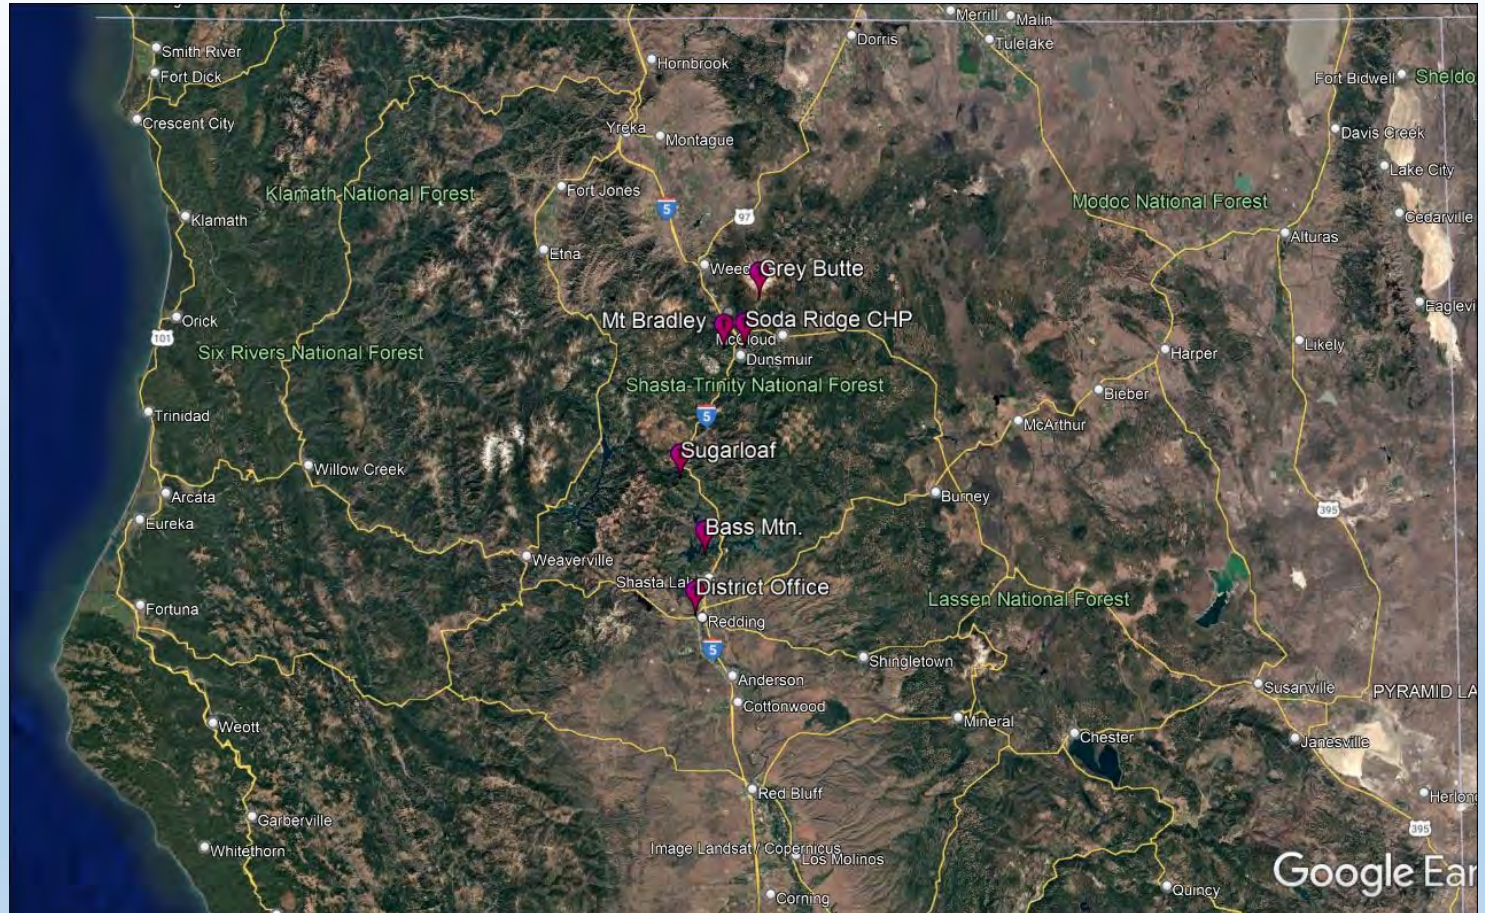 Merrill
Malin
Smith River
Dorris
Tulelake
Hornbrook
Fort Dick
Fort Bidwell
Sheldo
Crescent City
Yreka
Montague
Davis Creek
Lake City
Klamath National Forest
Fort Jones
Modoc National Forest
5
97
Cedarville
Klamath
Alturas
Etna
Weed
Grey Butte
Eaglevi
Orick
Mt Bradley
Soda Ridge CHP
101
McCloud
Likely
Six Rivers National Forest
Dunsmuir
Harper
Shasta-Trinity National Forest
Bieber
Trinidad
5
McArthur
Sugarloaf
Willow Creek
Arcata
Burney
395
Eureka
Bass Mtn.
Weaverville
Shasta Lak
District Office
Lassen National Forest
Fortuna
Redding
5
Shingletown
Anderson
Susanville
PYRAMID LA
Cottonwood
Weott
Mineral
Chester
Janesville
Red Bluff
Herlong
Garberville
395
Whitethorn
Image Landsat / Copernicus
Los Molinos
Google Ear
Quincy
Corning